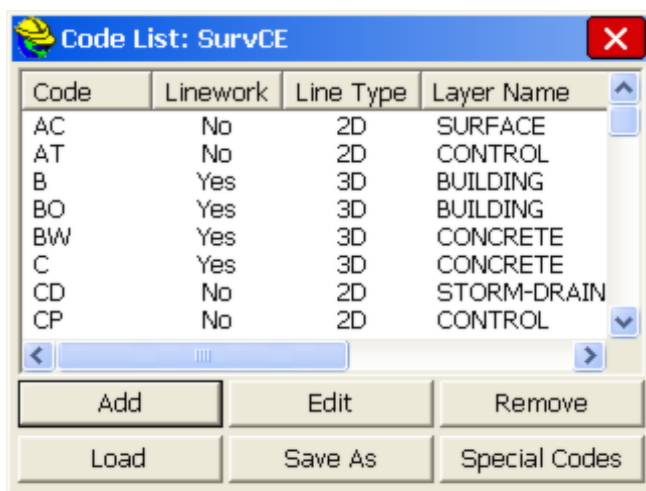 Code List: SurvCE
Code Linework Line Type Layer Name
AC No 2D SURFACE
AT No 2D CONTROL
B Yes 3D BUILDING
BO Yes 3D BUILDING
BW Yes 3D CONCRETE
C Yes 3D CONCRETE
CD No 2D STORM-DRAIN
CP No 2D CONTROL
Add Edit Remove
Load Save As Special Codes